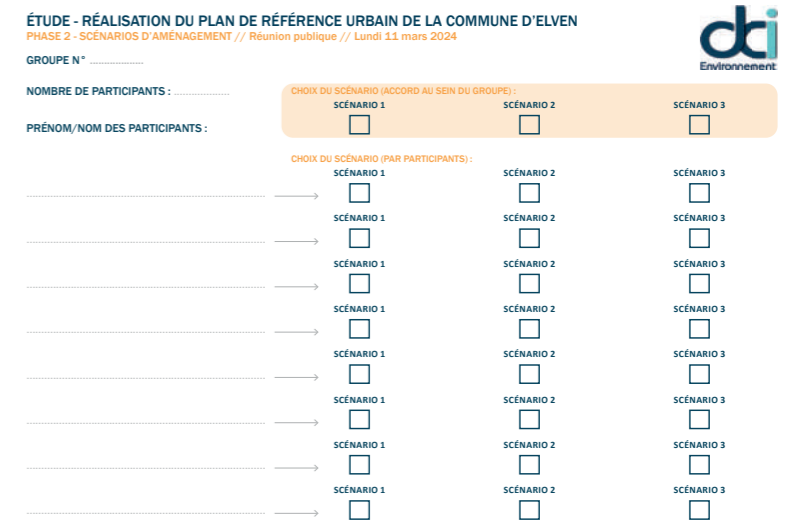 ÉTUDE - RÉALISATION DU PLAN DE RÉFÉRENCE URBAIN DE LA COMMUNE D'ELVEN
PHASE 2 - SCÉNARIOS D'AMÉNAGEMENT // Réunion publique // Lundi 11 mars 2024
dci
Environnement
GROUPE N° ..................
NOMBRE DE PARTICIPANTS : ..................
CHOIX DU SCÉNARIO (ACCORD AU SEIN DU GROUPE) :
SCÉNARIO 1 SCÉNARIO 2 SCÉNARIO 3
PRÉNOM/NOM DES PARTICIPANTS :
CHOIX DU SCÉNARIO (PAR PARTICIPANTS) :
SCÉNARIO 1 SCÉNARIO 2 SCÉNARIO 3
SCÉNARIO 1 SCÉNARIO 2 SCÉNARIO 3
SCÉNARIO 1 SCÉNARIO 2 SCÉNARIO 3
SCÉNARIO 1 SCÉNARIO 2 SCÉNARIO 3
SCÉNARIO 1 SCÉNARIO 2 SCÉNARIO 3
SCÉNARIO 1 SCÉNARIO 2 SCÉNARIO 3
SCÉNARIO 1 SCÉNARIO 2 SCÉNARIO 3
SCÉNARIO 1 SCÉNARIO 2 SCÉNARIO 3